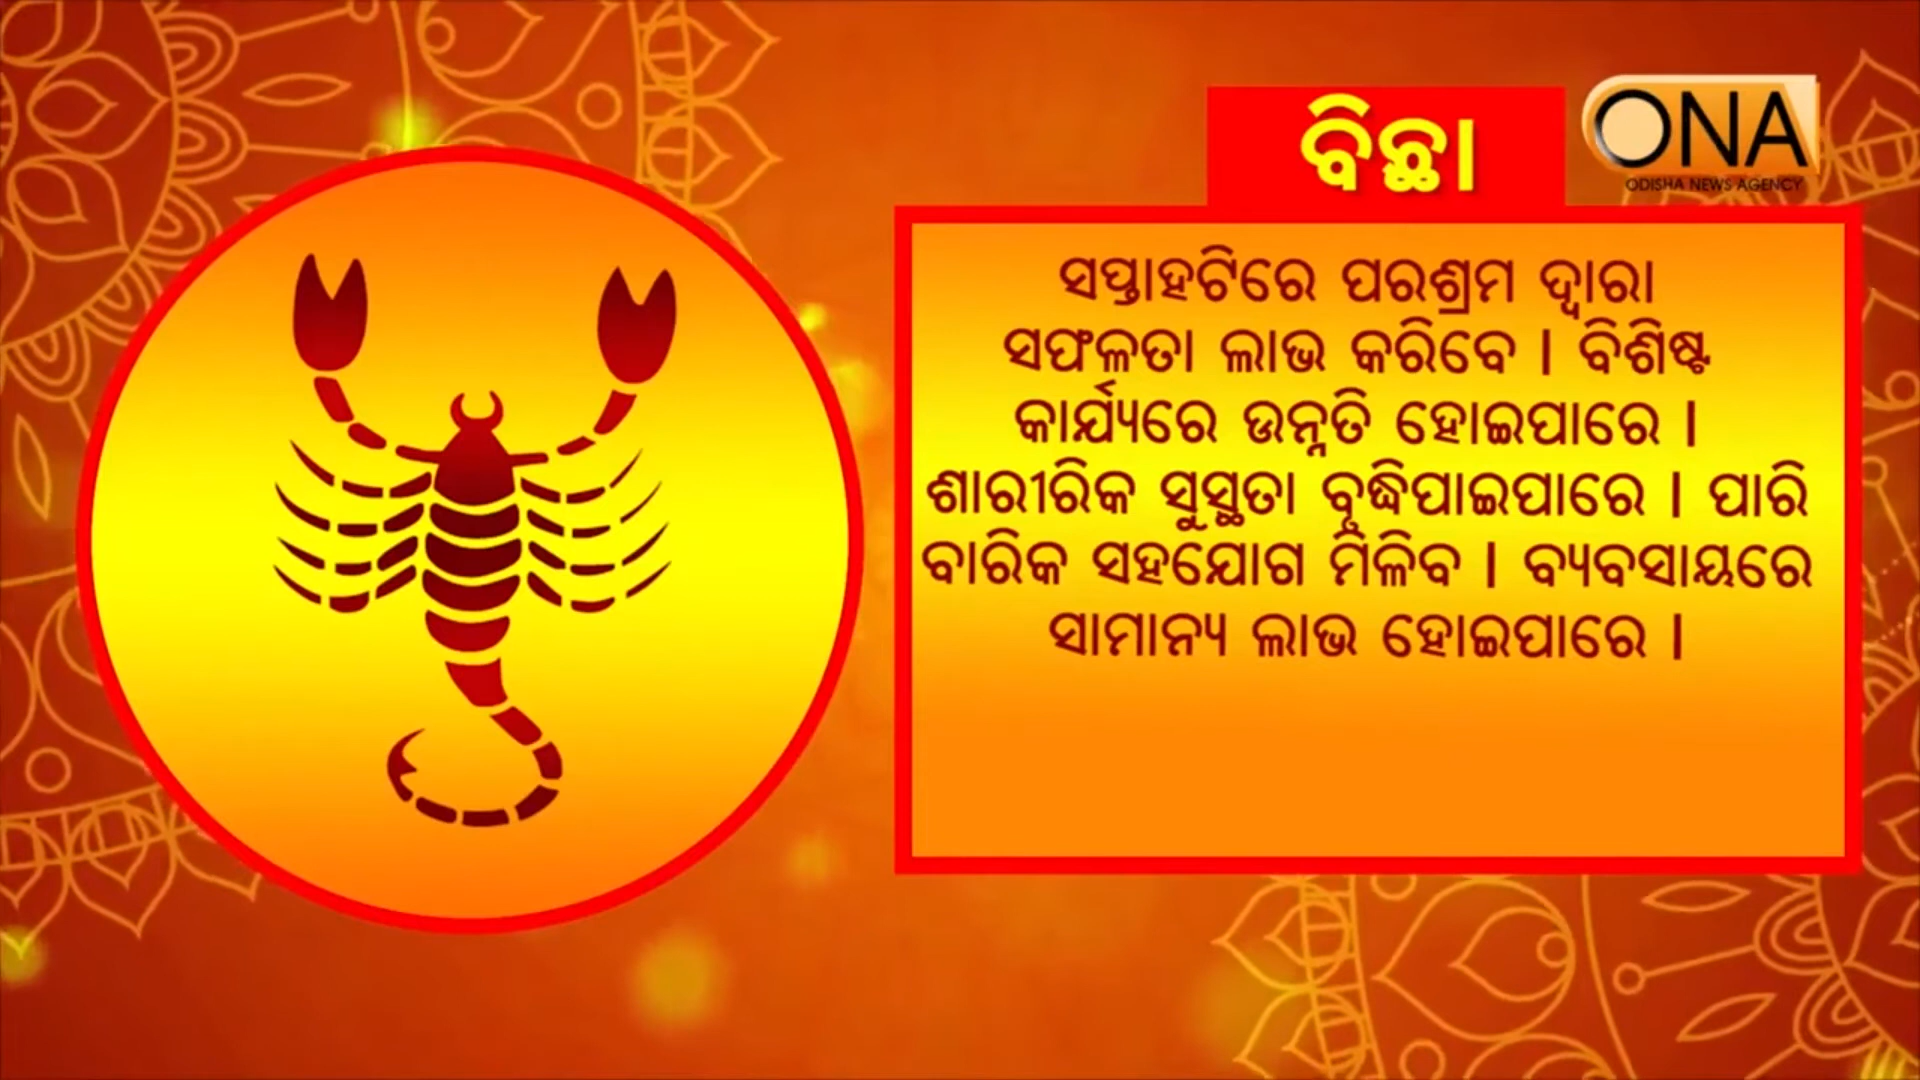 ବିଛା
ONA
ODISHA NEWS AGENCY
ସପ୍ତାହଟିରେ ପରଶ୍ରମ ଦ୍ୱାରା
ସଫଳତା ଲାଭ କରିବେ | ବିଶିଷ୍ଟ
କାର୍ଯ୍ୟରେ ଉନ୍ନତି ହୋଇପାରେ |
ଶାରୀରିକ ସୁସ୍ଥତା ବୃଦ୍ଧିପାଇପାରେ | ପାରି
ବାରିକ ସହଯୋଗ ମିଳିବ | ବ୍ୟବସାୟରେ
ସାମାନ୍ୟ ଲାଭ ହୋଇପାରେ |